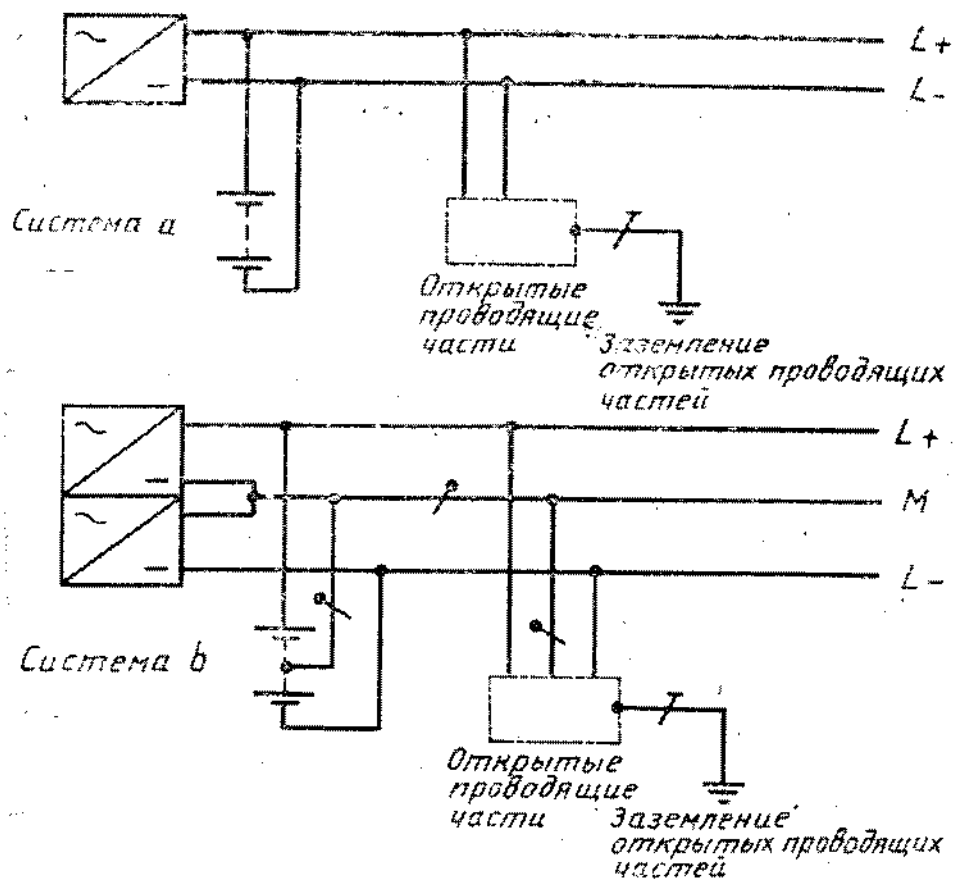 L+
L-
Система a
Открытые
проводящие
части
Заземление
открытых проводящих
частей
L+
M
L-
Система b
Открытые
проводящие
части
Заземление
открытых проводящих
частей